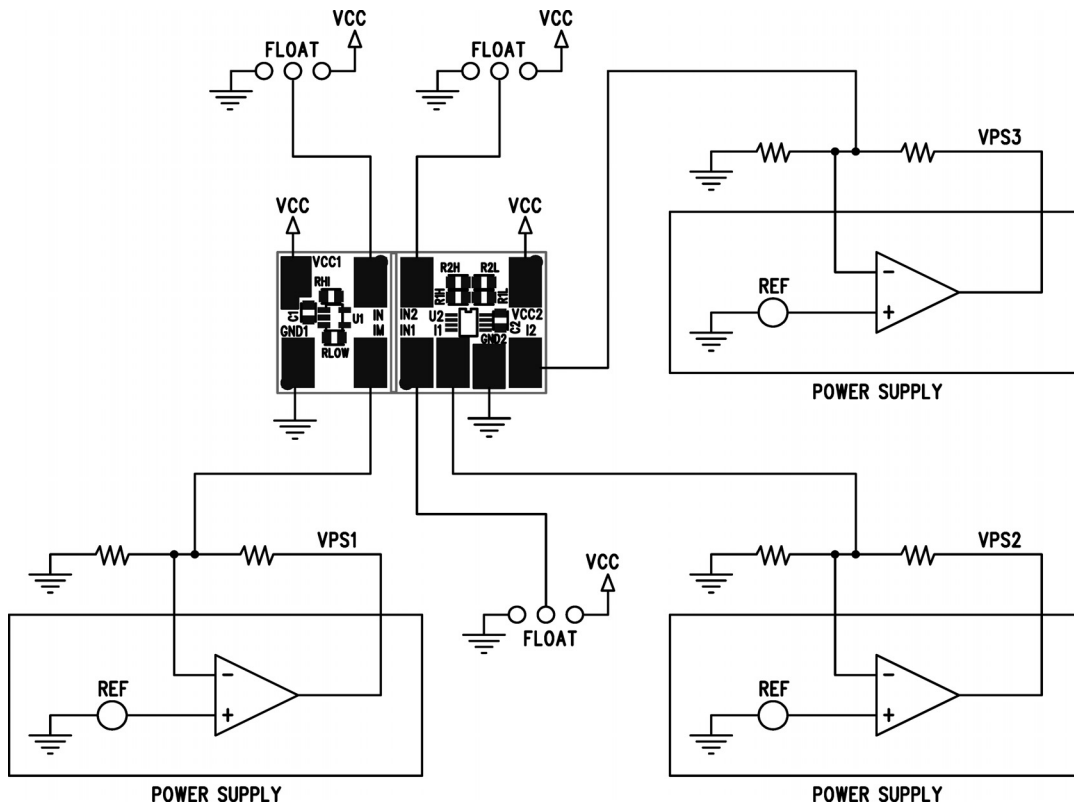 VCC
VCC
FLOAT
FLOAT
VPS3
VCC
VCC
VCC1
R2H
R2L
RHI
R1H
R1L
REF
C1
IN
IN2
U2
VCC2
U1
GND1
IM
IN1
I1
C2
I2
GND2
RLOW
-
+
POWER SUPPLY
VPS1
VCC
VPS2
FLOAT
REF
-
+
REF
-
+
POWER SUPPLY
POWER SUPPLY